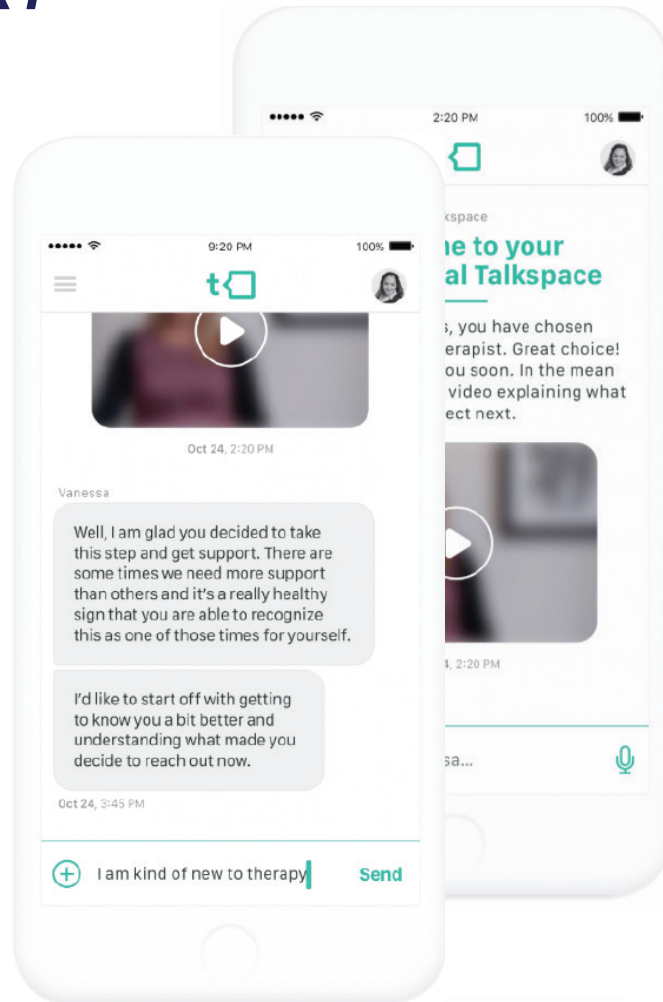 9:20 PM
100%
t
Oct 24, 2:20 PM
Vanessa
Well, I am glad you decided to take
this step and get support. There are
some times we need more support
than others and it's a really healthy
sign that you are able to recognize
this as one of those times for yourself.
I'd like to start off with getting
to know you a bit better and
understanding what made you
decide to reach out now.
Oct 24, 3:45 PM
I am kind of new to therapy
Send
2:20 PM
100%
kspace
to your
al Talkspace
, you have chosen
erapist. Great choice!
ou soon. In the mean
video explaining what
ect next.
, 2:20 PM
sa...